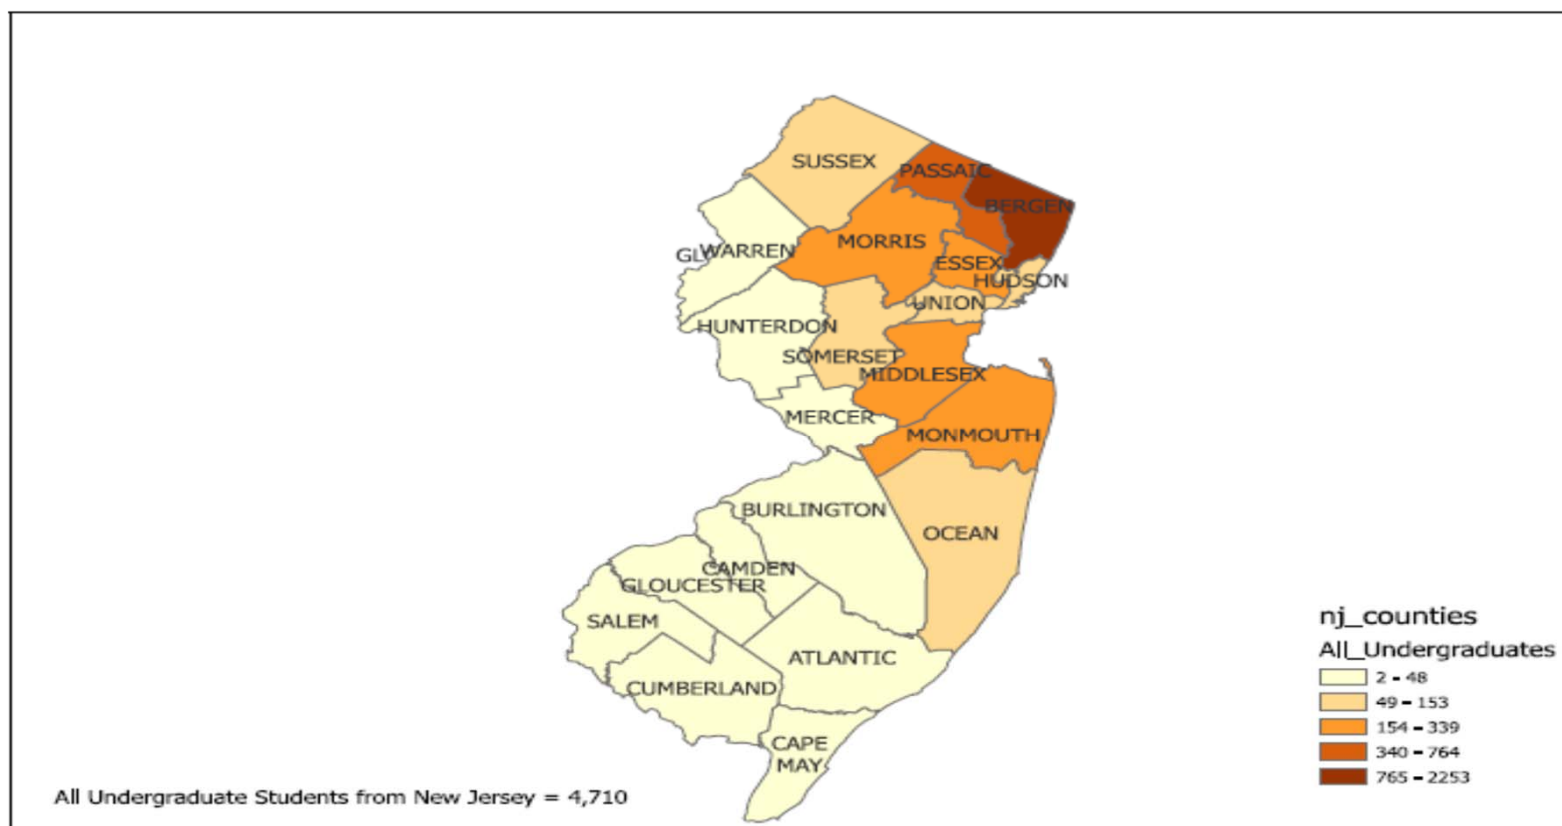 SUSSEX
PASSAIC
BERGEN
MORRIS
GL
WARREN
ESSEX
HUDSON
UNION
HUNTERDON
SOMERSET
MIDDLESEX
MERCER
MONMOUTH
BURLINGTON
OCEAN
CAMDEN
GLOUCESTER
SALEM
ATLANTIC
CUMBERLAND
CAPE
MAY
nj_counties
All_Undergraduates
2 - 48
49 - 153
154 - 339
340 - 764
765 - 2253
All Undergraduate Students from New Jersey = 4,710